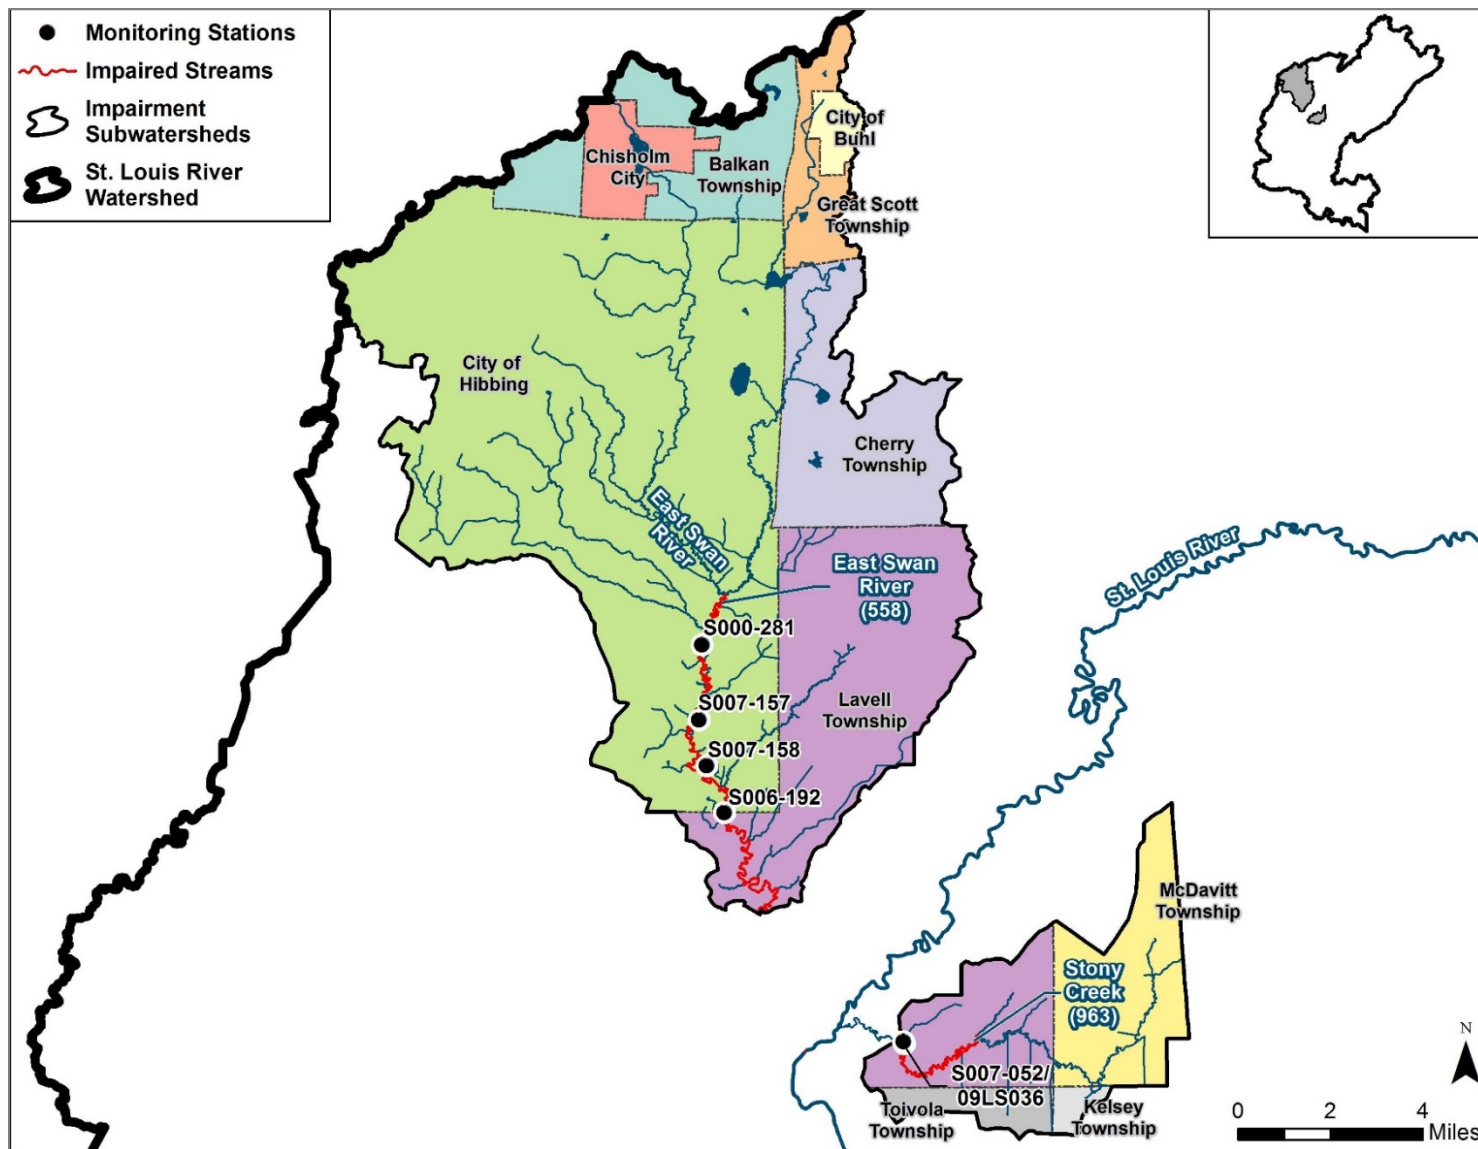 Monitoring Stations
Impaired Streams
Impairment
Subwatersheds
St. Louis River
Watershed
City of
Buhl
Chisholm
City
Balkan
Township
Great Scott
Township
City of
Hibbing
Cherry
Township
East Swan
River
East Swan
River
(558)
St. Louis River
S000-281
S007-157
Lavell
Township
S007-158
S006-192
McDavitt
Township
Stony
Creek
(963)
S007-052/
09LS036
Toivola
Township
Kelsey
Township
N
0 2 4
Miles